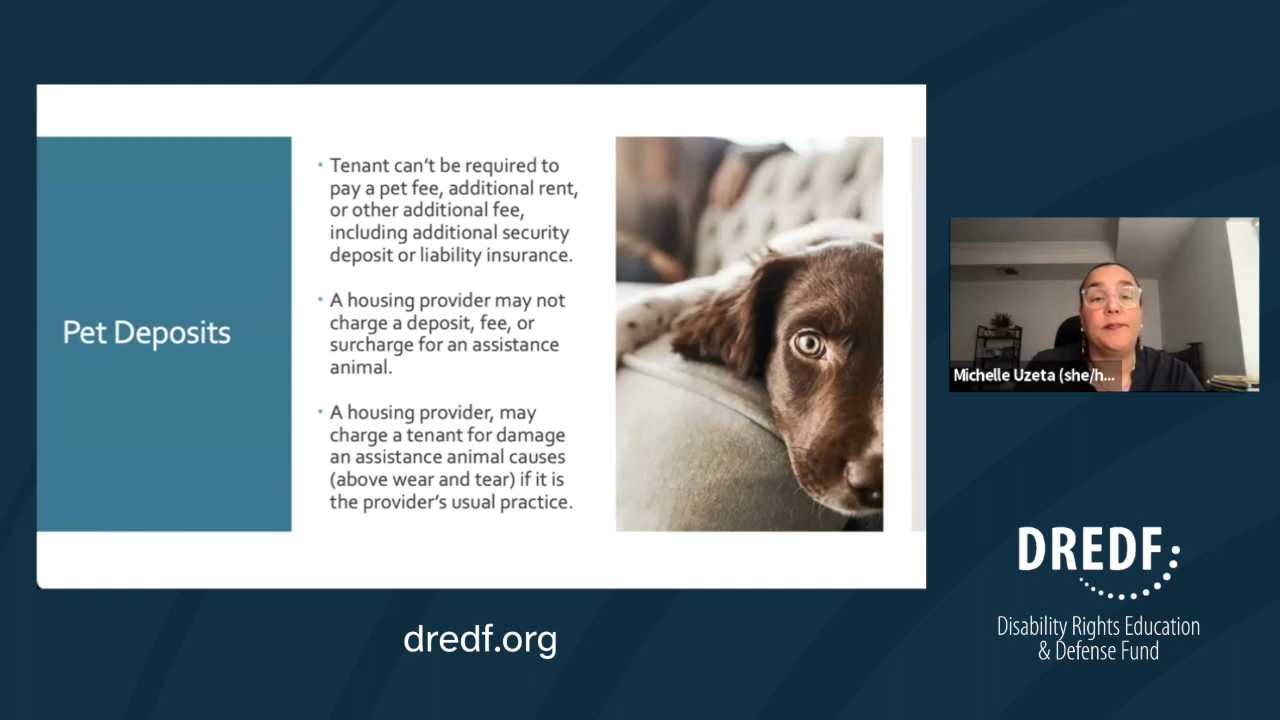 Pet Deposits
• Tenant can't be required to
pay a pet fee, additional rent,
or other additional fee,
including additional security
deposit or liability insurance.
• A housing provider may not
charge a deposit, fee, or
surcharge for an assistance
animal.
• A housing provider, may
charge a tenant for damage
an assistance animal causes
(above wear and tear) if it is
the provider's usual practice.
Michelle Uzeta (she/h...
dredf.org
DREDF
Disability Rights Education
& Defense Fund